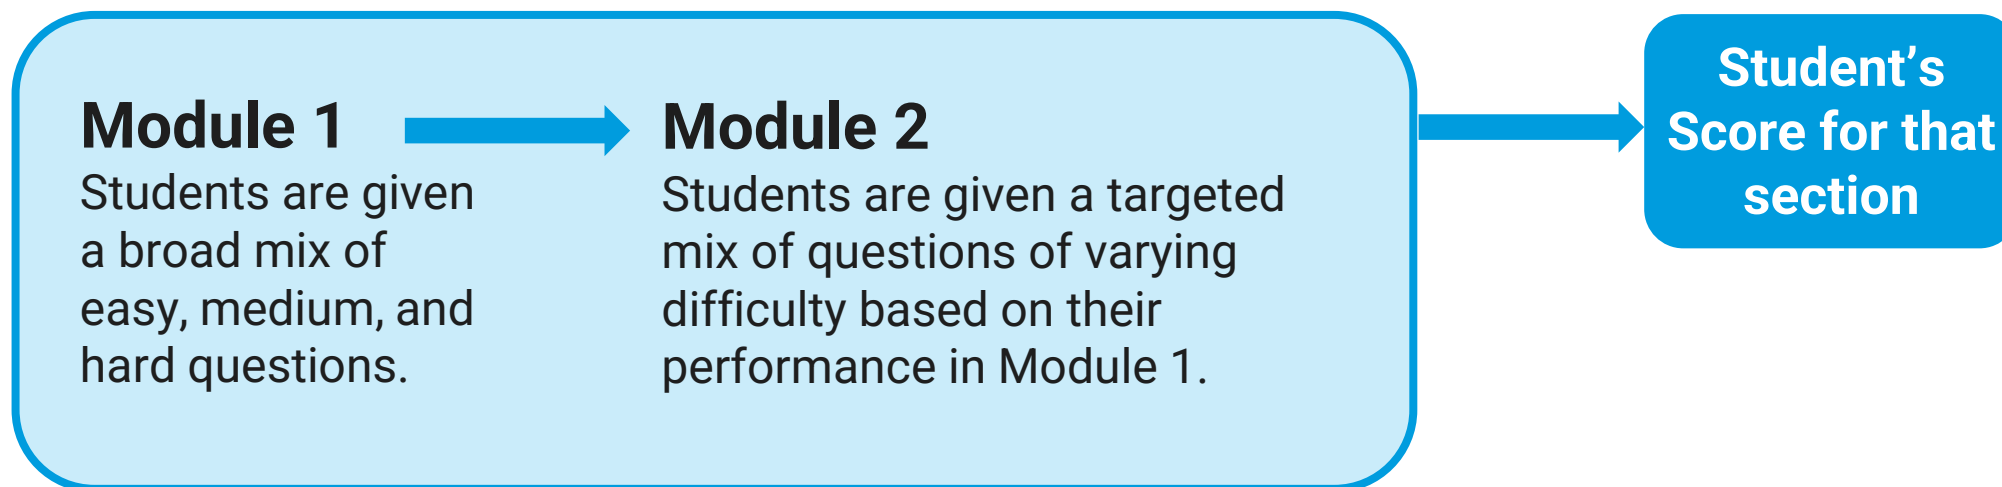 Module 1
Students are given
a broad mix of
easy, medium, and
hard questions.
Module 2
Students are given a targeted
mix of questions of varying
difficulty based on their
performance in Module 1.
Student’s
Score for that
section